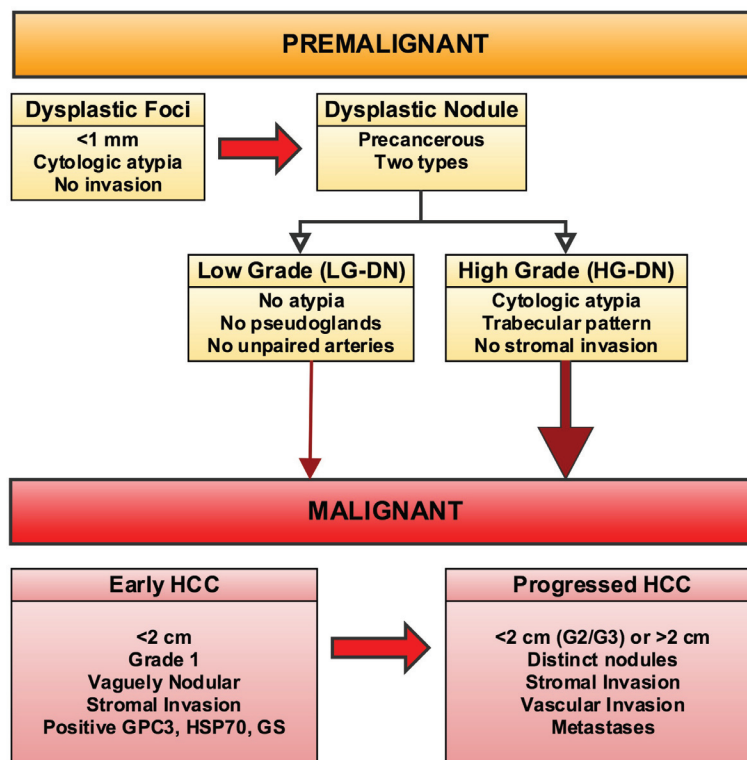 PREMALIGNANT
Dysplastic Foci
<1 mm
Cytologic atypia
No invasion
Dysplastic Nodule
Precancerous
Two types
Low Grade (LG-DN)
No atypia
No pseudoglands
No unpaired arteries
High Grade (HG-DN)
Cytologic atypia
Trabecular pattern
No stromal invasion
MALIGNANT
Early HCC
<2 cm
Grade 1
Vaguely Nodular
Stromal Invasion
Positive GPC3, HSP70, GS
Progressed HCC
<2 cm (G2/G3) or >2 cm
Distinct nodules
Stromal Invasion
Vascular Invasion
Metastases